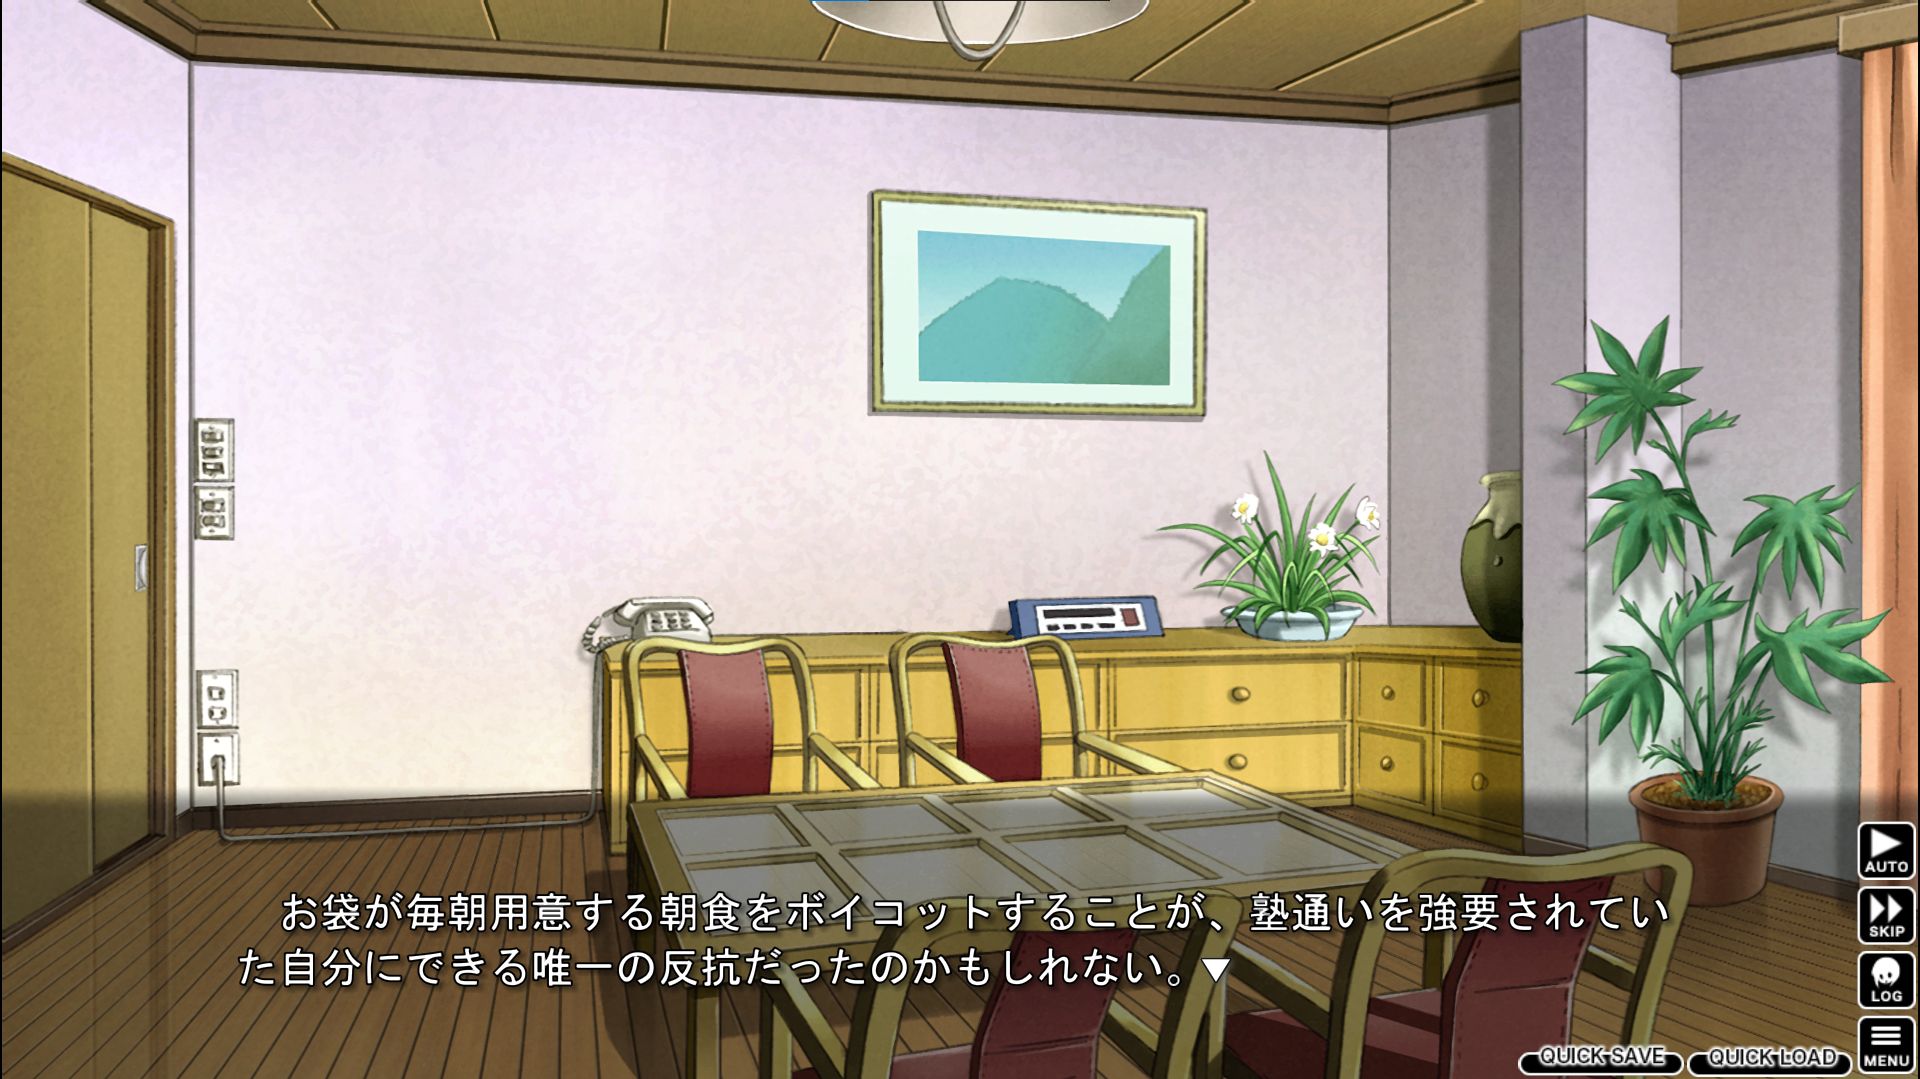 お袋が毎朝用意する朝食をボイコットすることが、塾通いを強要されてい
た自分にできる唯一の反抗だったのかもしれない。▼
AUTO
SKIP
LOG
MENU
QUICK SAVE
QUICK LOAD